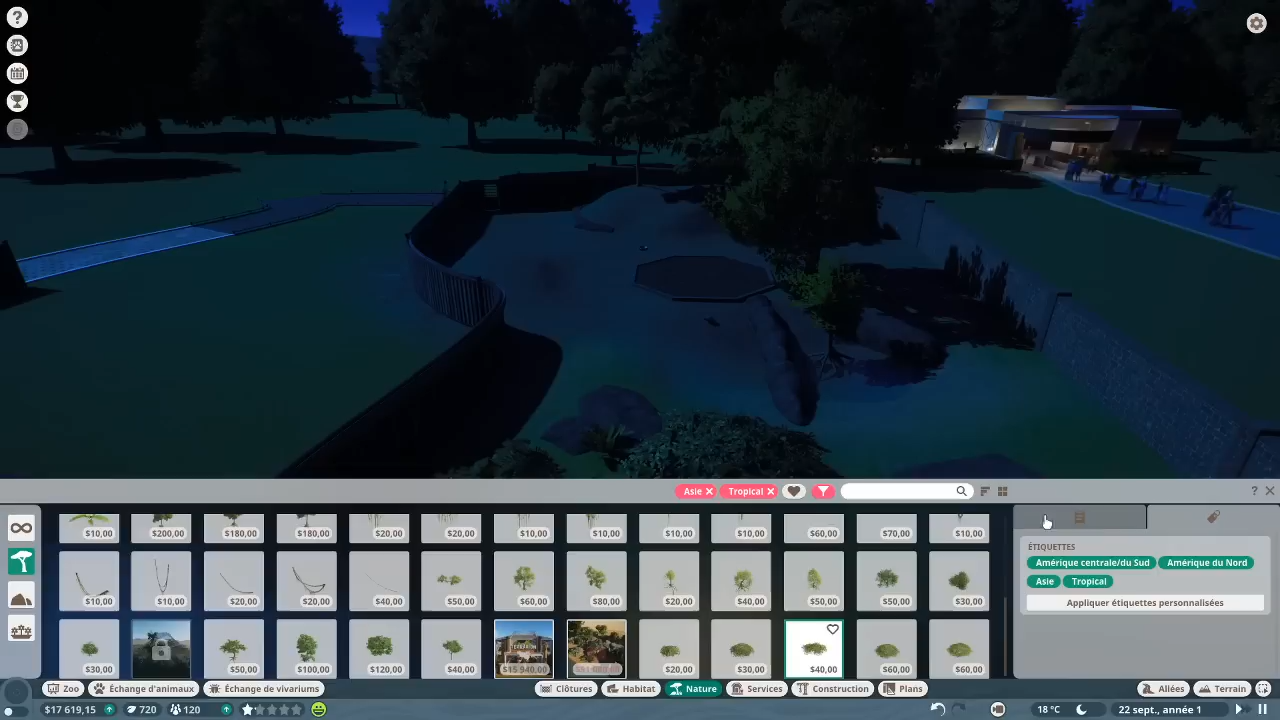 ?
Asie ✕ Tropical ✕
? ✕
$10,00 $200,00 $180,00 $180,00 $20,00 $20,00 $10,00 $10,00 $10,00 $10,00 $60,00 $70,00 $10,00
$10,00 $10,00 $20,00 $20,00 $40,00 $50,00 $60,00 $80,00 $20,00 $40,00 $50,00 $50,00 $30,00
$30,00 $50,00 $100,00 $120,00 $40,00 $15 940,00 $20,00 $30,00 $40,00 $60,00 $60,00
ÉTIQUETTES
Amérique centrale/du Sud Amérique du Nord
Asie Tropical
Appliquer étiquettes personnalisées
Zoo Échange d'animaux Échange de vivariums Clôtures Habitat Nature Services Construction Plans Allées Terrain
$17 619,15 720 120 18 °C 22 sept., année 1